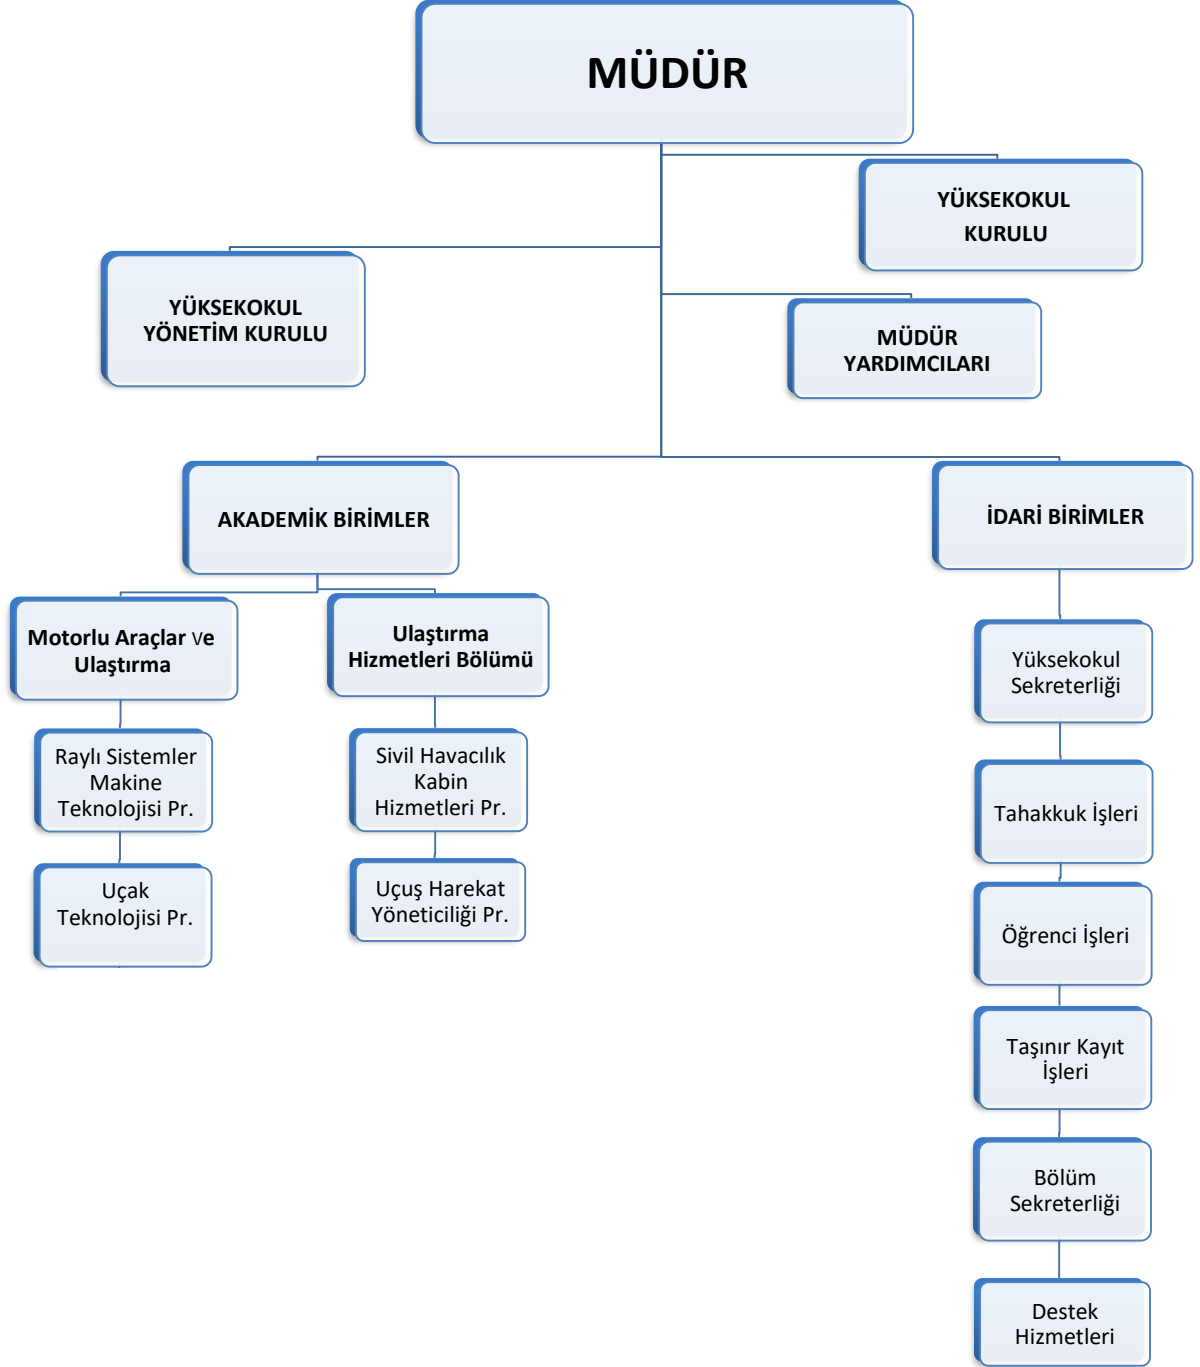 MÜDÜR
YÜKSEKOKUL
KURULU
YÜKSEKOKUL
YÖNETİM KURULU
MÜDÜR
YARDIMCILARI
AKADEMİK BİRİMLER
İDARİ BİRİMLER
Motorlu Araçlar ve
Ulaştırma
Ulaştırma
Hizmetleri Bölümü
Raylı Sistemler
Makine
Teknolojisi Pr.
Sivil Havacılık
Kabin
Hizmetleri Pr.
Uçak
Teknolojisi Pr.
Uçuş Harekat
Yöneticiliği Pr.
Yüksekokul
Sekreterliği
Tahakkuk İşleri
Öğrenci İşleri
Taşınır Kayıt
İşleri
Bölüm
Sekreterliği
Destek
Hizmetleri